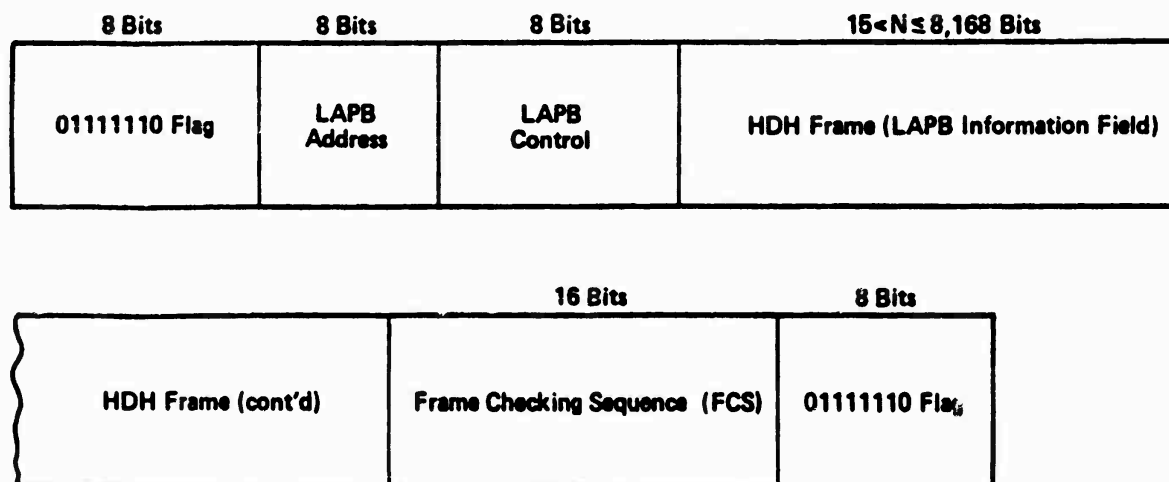 8 Bits 8 Bits 8 Bits 15<N≤8,168 Bits
01111110 Flag LAPB Address LAPB Control HDH Frame (LAPB Information Field)
16 Bits 8 Bits
HDH Frame (cont'd) Frame Checking Sequence (FCS) 01111110 Flag